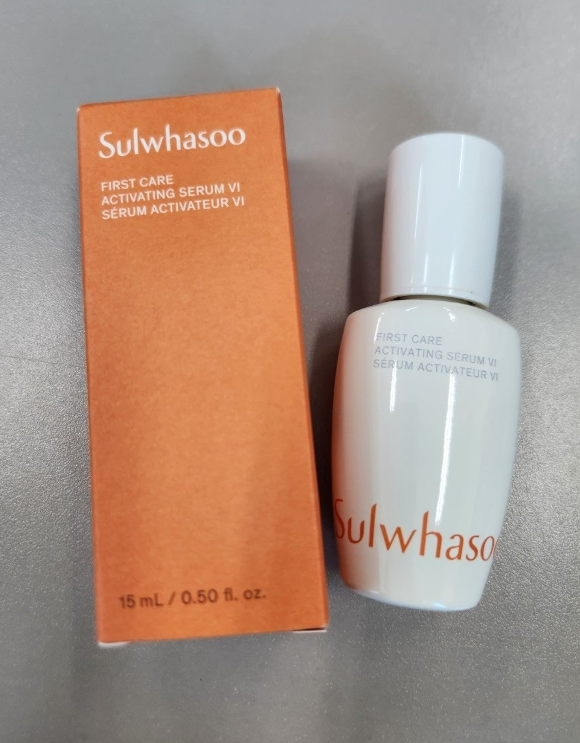 Sulwhasoo
FIRST CARE
ACTIVATING SERUM VI
SÉRUM ACTIVATEUR VI
15 mL / 0.50 fl. oz.
FIRST CARE
ACTIVATING SERUM VI
SÉRUM ACTIVATEUR VI
Sulwhasoo